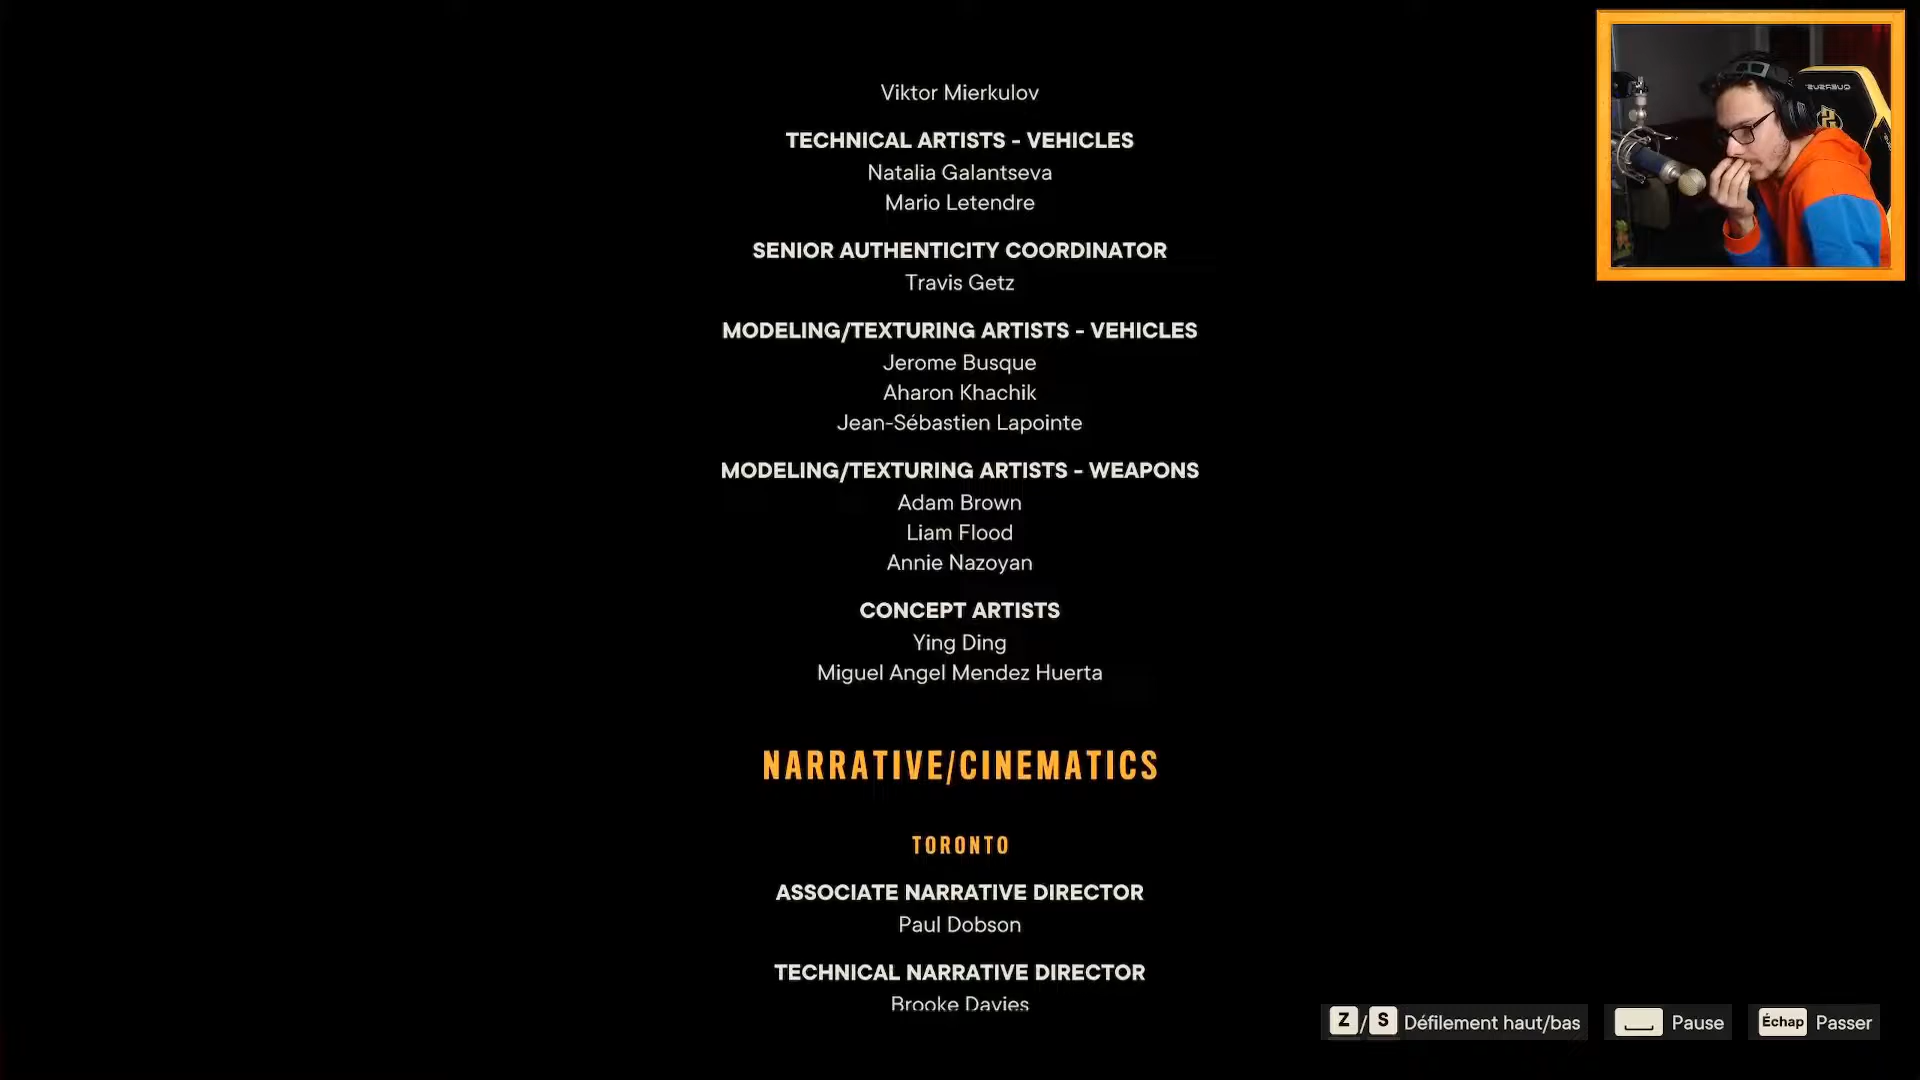 Viktor Mierkulov
TECHNICAL ARTISTS - VEHICLES
Natalia Galantseva
Mario Letendre
SENIOR AUTHENTICITY COORDINATOR
Travis Getz
MODELING/TEXTURING ARTISTS - VEHICLES
Jerome Busque
Aharon Khachik
Jean-Sébastien Lapointe
MODELING/TEXTURING ARTISTS - WEAPONS
Adam Brown
Liam Flood
Annie Nazoyan
CONCEPT ARTISTS
Ying Ding
Miguel Angel Mendez Huerta
NARRATIVE/CINEMATICS
TORONTO
ASSOCIATE NARRATIVE DIRECTOR
Paul Dobson
TECHNICAL NARRATIVE DIRECTOR
Brooke Davies
Z/S Défilement haut/bas
Pause
Échap Passer